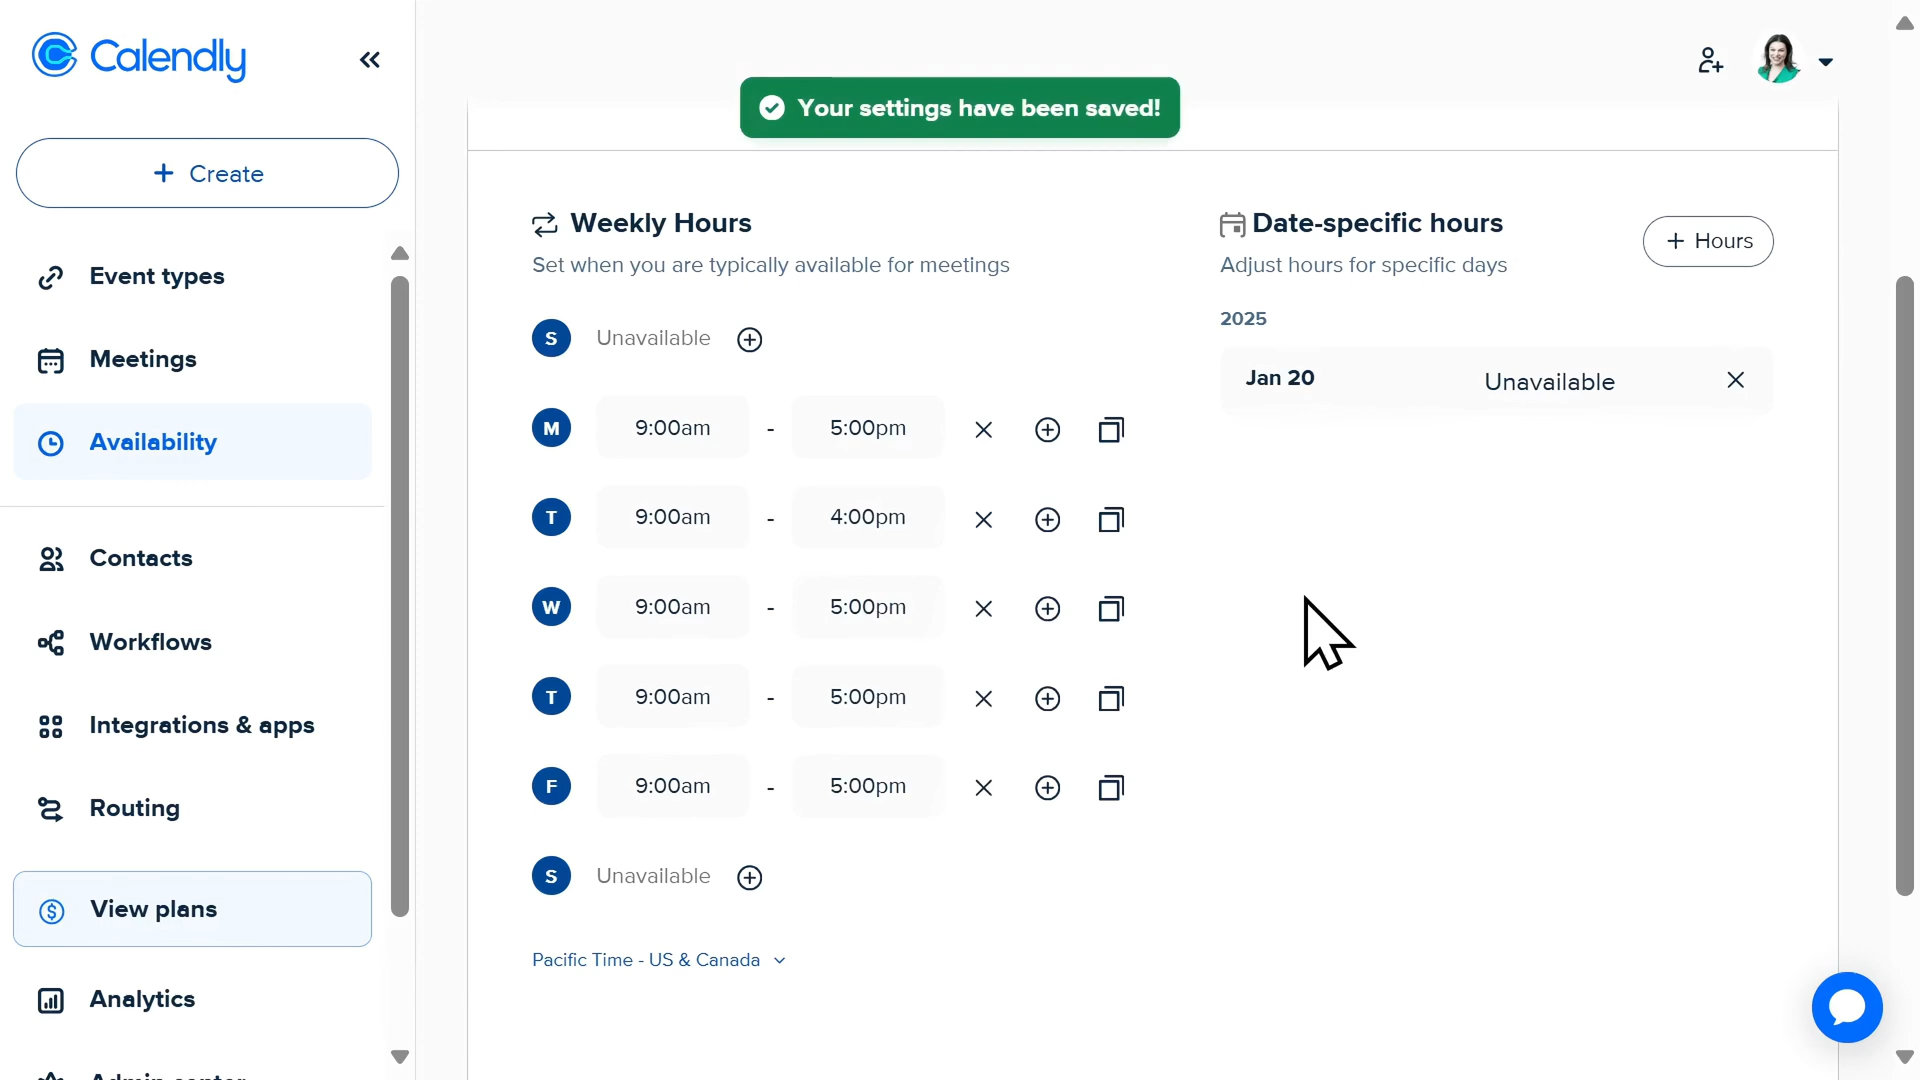 Calendly
Your settings have been saved!
+ Create
Event types
Meetings
Availability
Contacts
Workflows
Integrations & apps
Routing
View plans
Analytics
Admin center
Weekly Hours
Set when you are typically available for meetings
S Unavailable
M 9:00am - 5:00pm
T 9:00am - 4:00pm
W 9:00am - 5:00pm
T 9:00am - 5:00pm
F 9:00am - 5:00pm
S Unavailable
Pacific Time - US & Canada
Date-specific hours
+ Hours
Adjust hours for specific days
2025
Jan 20 Unavailable